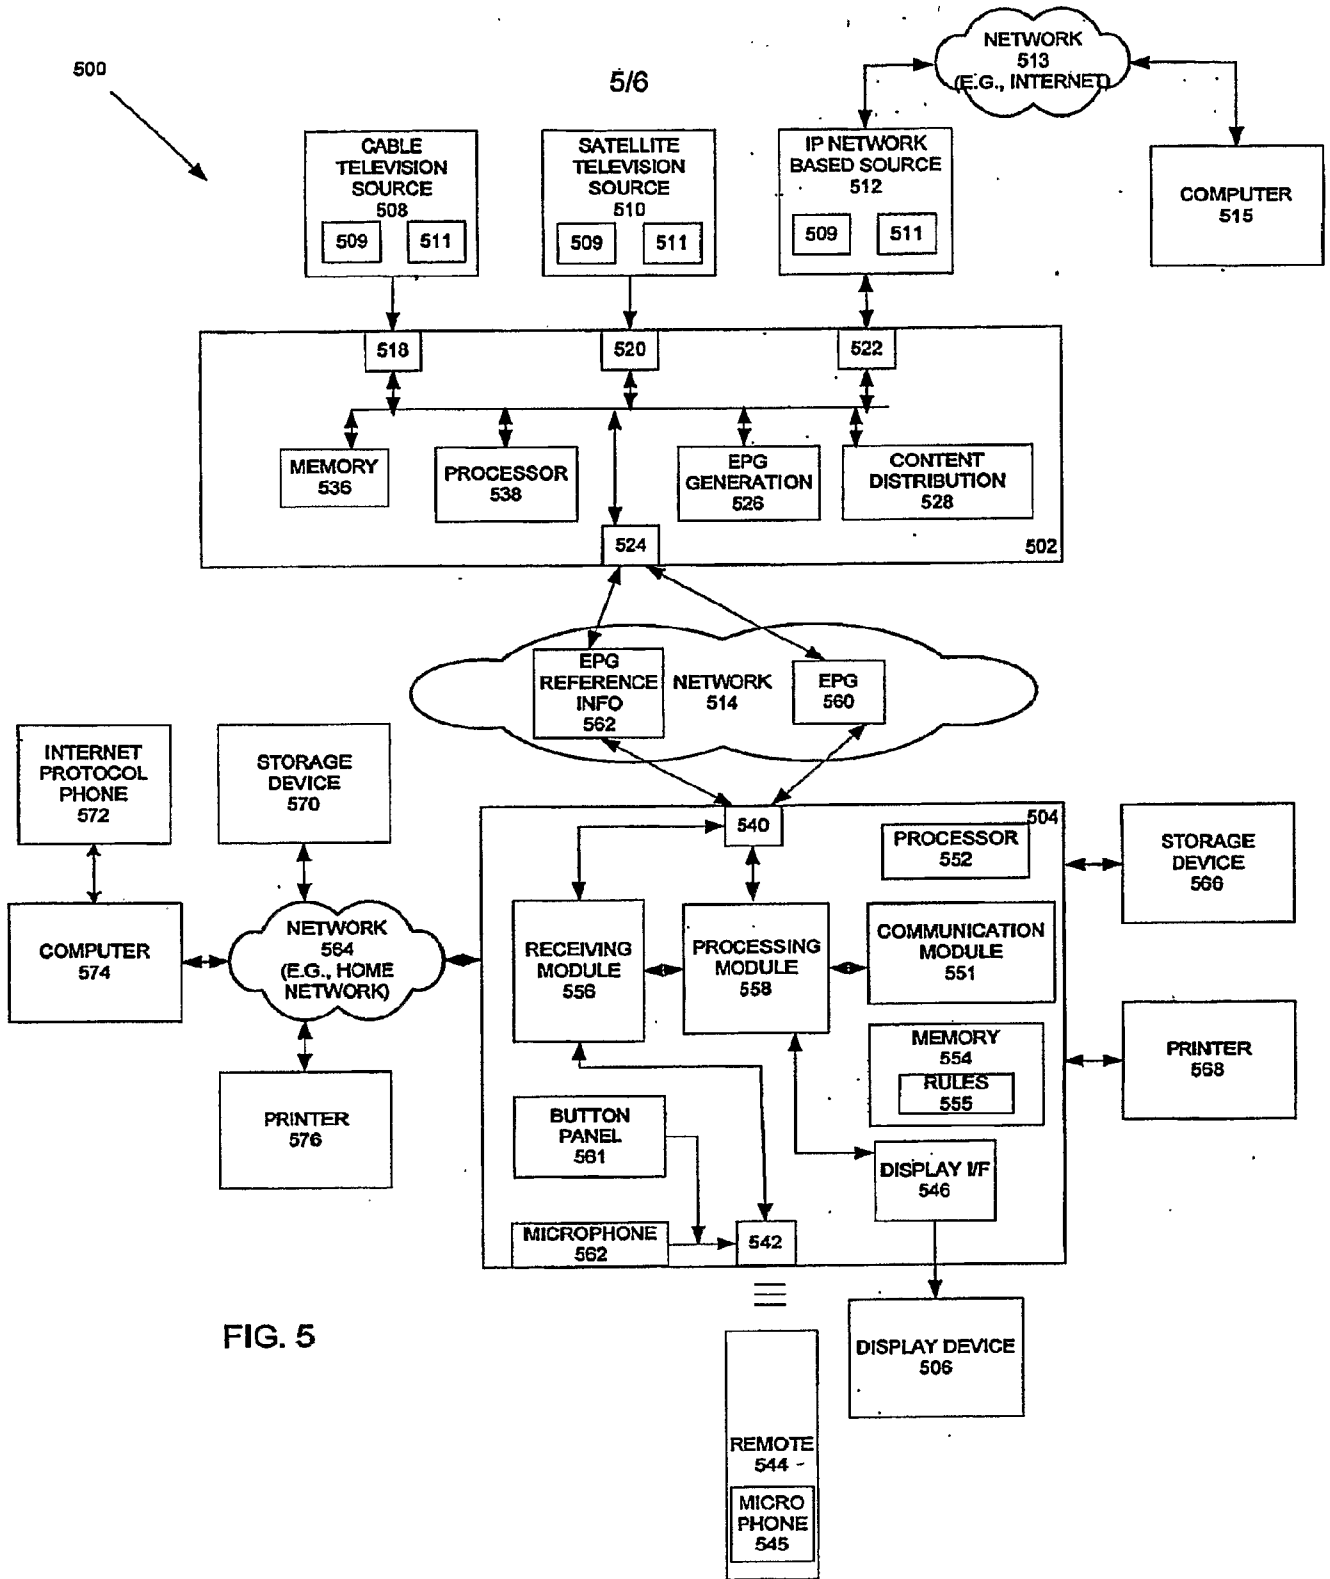 500
5/6
NETWORK
513
(E.G., INTERNET)
CABLE
TELEVISION
SOURCE
508
509
511
SATELLITE
TELEVISION
SOURCE
510
509
511
IP NETWORK
BASED SOURCE
512
509
511
COMPUTER
515
518
520
522
MEMORY
536
PROCESSOR
538
EPG
GENERATION
526
CONTENT
DISTRIBUTION
528
524
502
EPG
REFERENCE
INFO
562
NETWORK
514
EPG
560
INTERNET
PROTOCOL
PHONE
572
STORAGE
DEVICE
570
540
504
PROCESSOR
552
STORAGE
DEVICE
566
COMPUTER
574
NETWORK
564
(E.G., HOME
NETWORK)
RECEIVING
MODULE
556
PROCESSING
MODULE
558
COMMUNICATION
MODULE
551
MEMORY
554
RULES
555
PRINTER
568
PRINTER
576
BUTTON
PANEL
561
DISPLAY I/F
546
MICROPHONE
562
542
FIG. 5
DISPLAY DEVICE
506
REMOTE
544
MICRO
PHONE
545